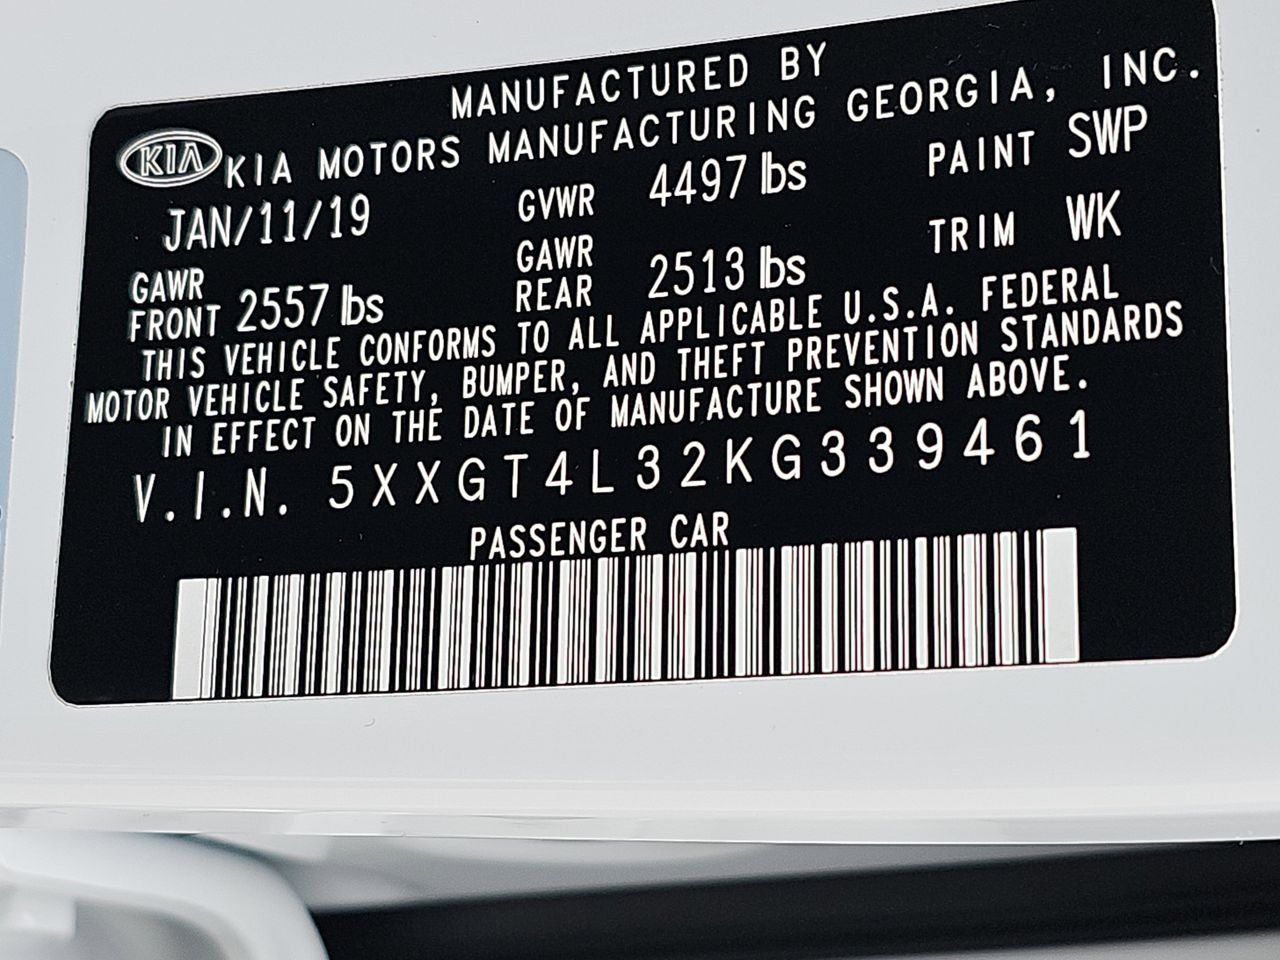 MANUFACTURED BY
KIA KIA MOTORS MANUFACTURING GEORGIA, INC.
JAN/11/19 GVWR 4497 lbs PAINT SWP
GAWR FRONT 2557 lbs GAWR REAR 2513 lbs TRIM WK
THIS VEHICLE CONFORMS TO ALL APPLICABLE U.S.A. FEDERAL
MOTOR VEHICLE SAFETY, BUMPER, AND THEFT PREVENTION STANDARDS
IN EFFECT ON THE DATE OF MANUFACTURE SHOWN ABOVE.
V.I.N. 5XXGT4L32KG339461
PASSENGER CAR